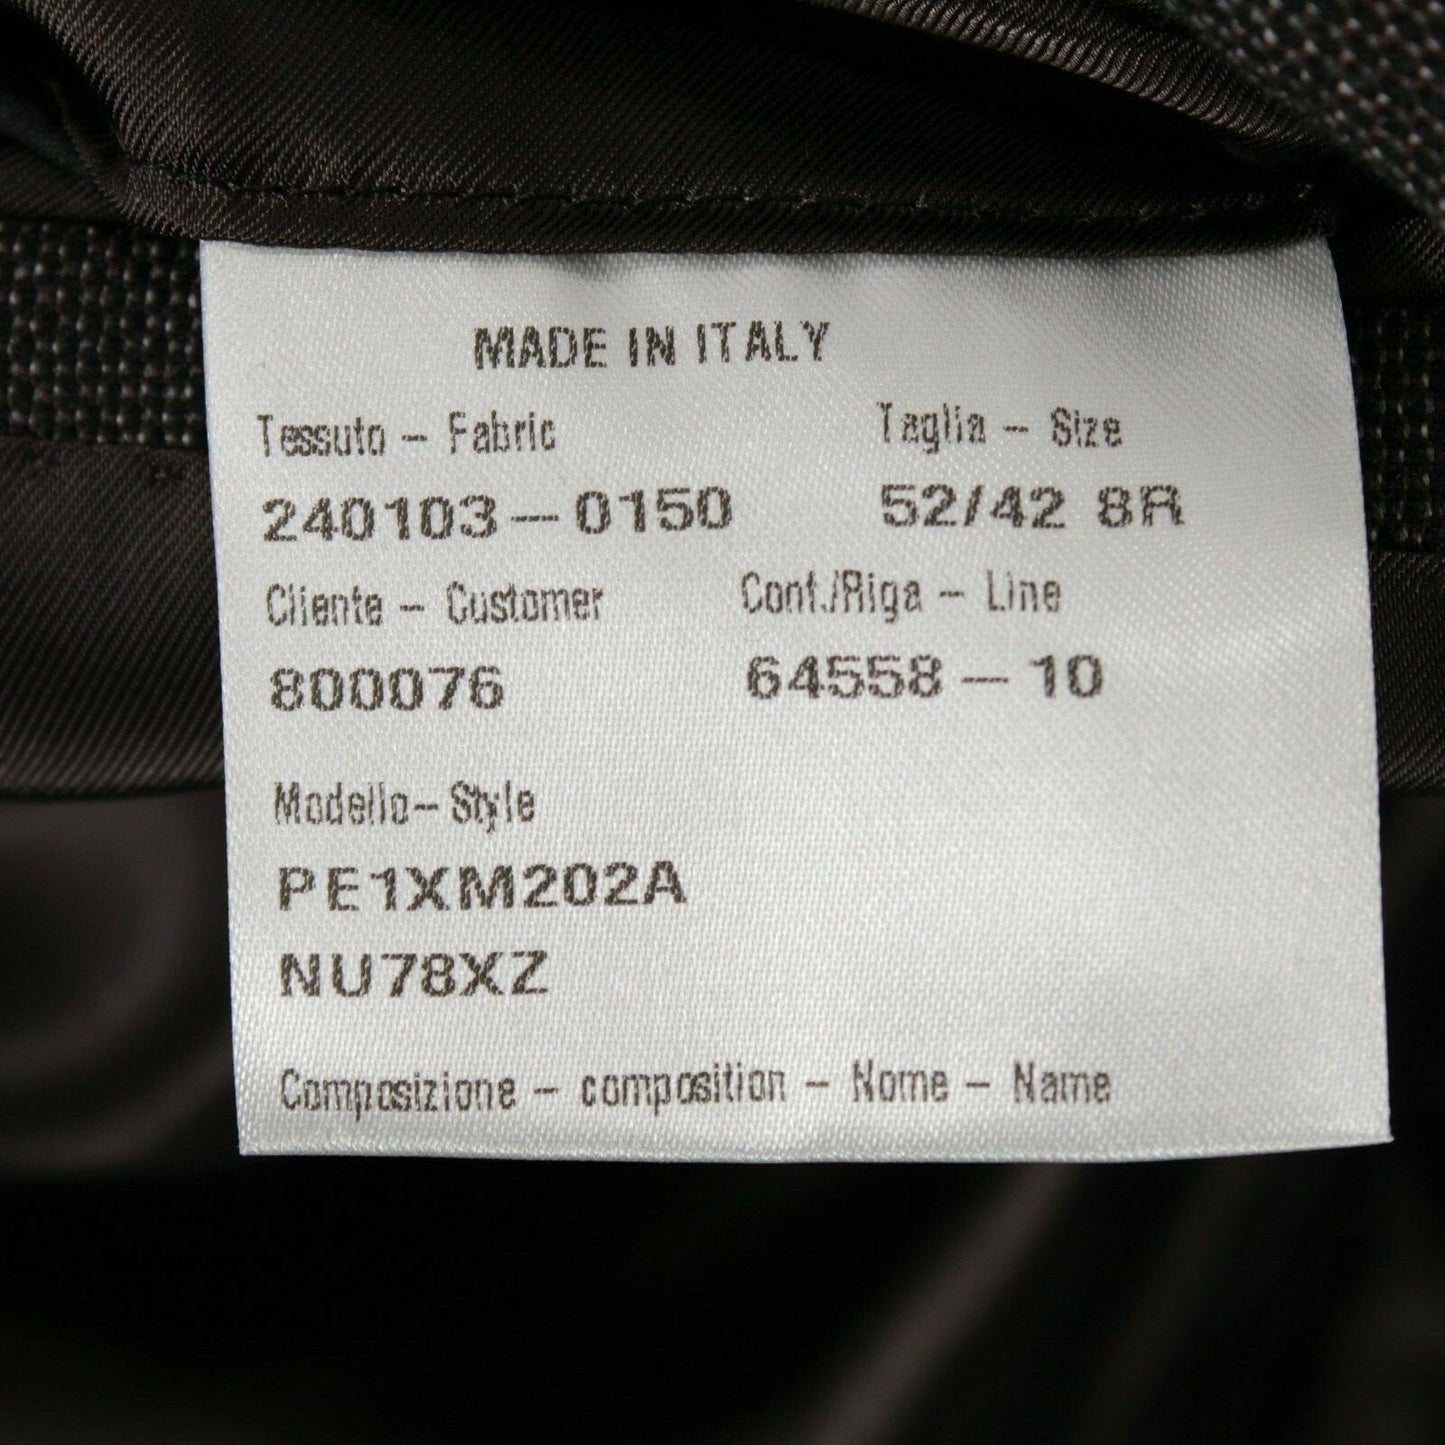 MADE IN ITALY
Tessuto - Fabric Taglia - Size
240103-0150 52/42 8R
Cliente - Customer Conf./Riga - Line
800076 64558-10
Modello-Style
PE1XM202A
NU78XZ
Composizione - composition - Nome - Name